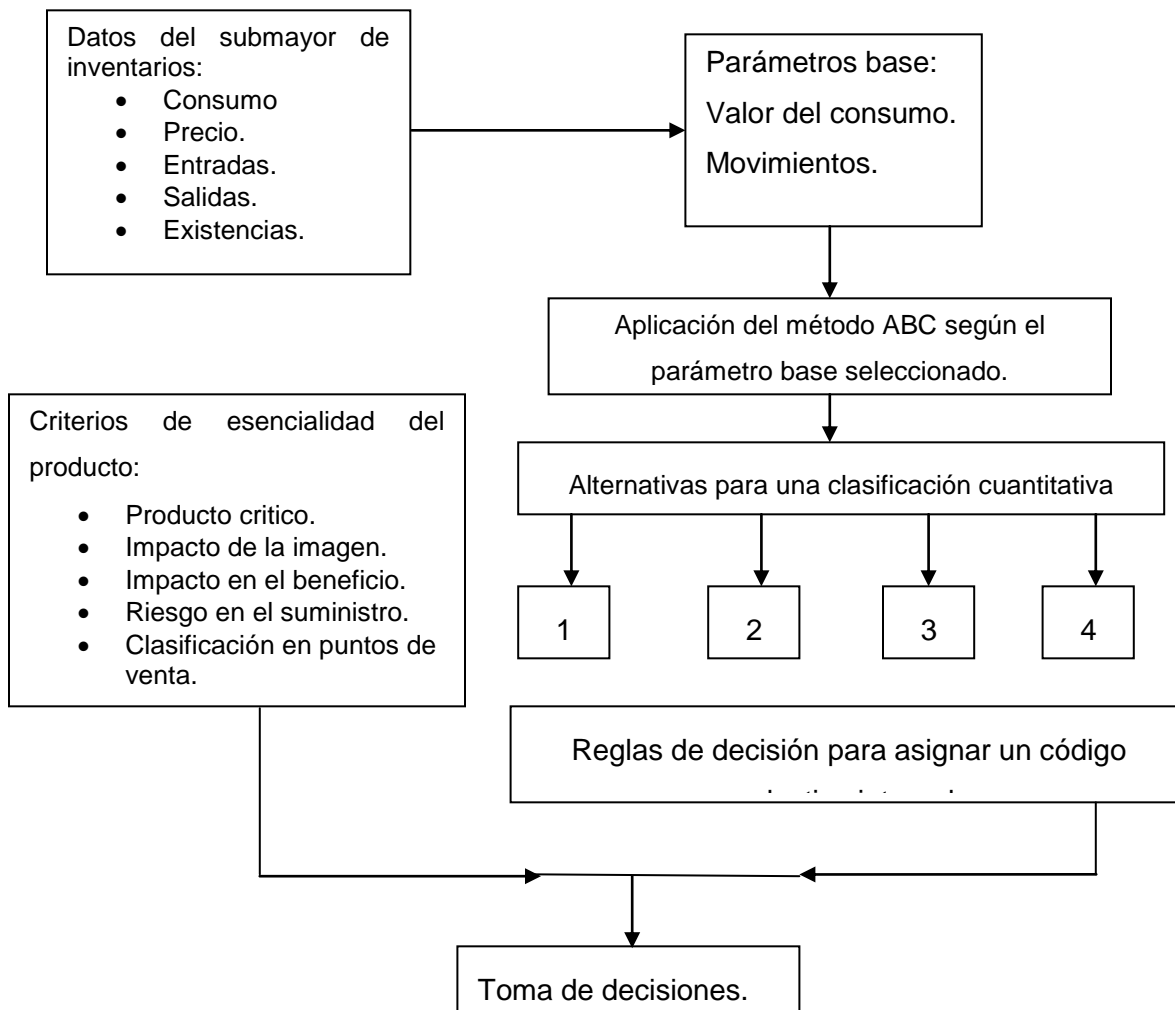 Datos del submayor de
inventarios:
• Consumo
• Precio.
• Entradas.
• Salidas.
• Existencias.
Parámetros base:
Valor del consumo.
Movimientos.
Aplicación del método ABC según el
parámetro base seleccionado.
Criterios de esencialidad del
producto:
• Producto critico.
• Impacto de la imagen.
• Impacto en el beneficio.
• Riesgo en el suministro.
• Clasificación en puntos de
venta.
Alternativas para una clasificación cuantitativa
1
2
3
4
Reglas de decisión para asignar un código
Toma de decisiones.